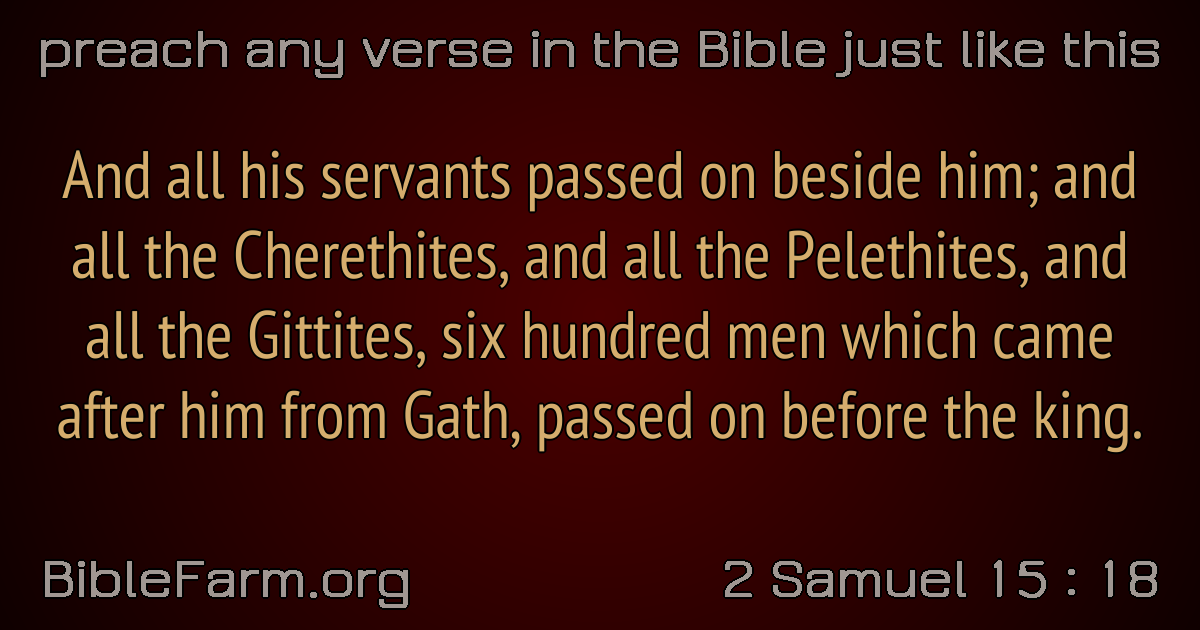 preach any verse in the Bible just like this
And all his servants passed on beside him; and
all the Cherethites, and all the Pelethites, and
all the Gittites, six hundred men which came
after him from Gath, passed on before the king.
BibleFarm.org
2 Samuel 15 : 18